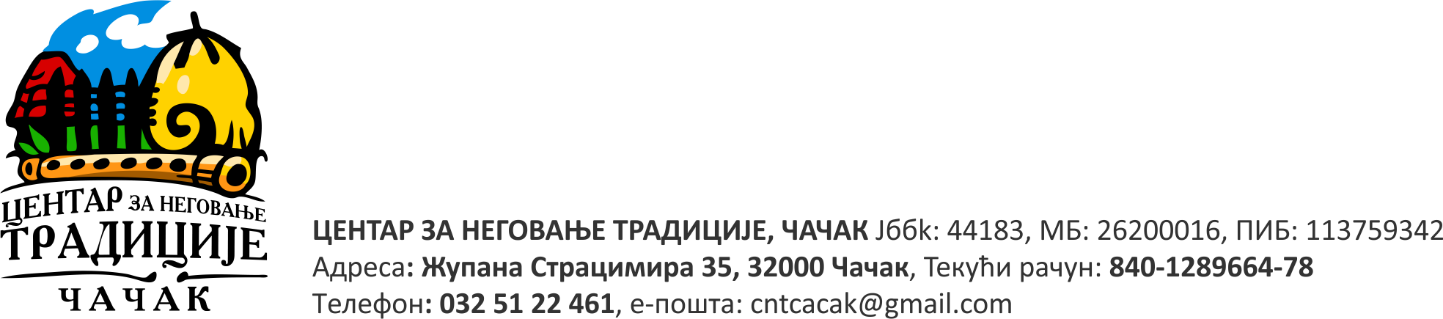 ЦЕНТАР ЗА НЕГОВАЊЕ
ТРАДИЦИЈЕ
ЧАЧАК
ЦЕНТАР ЗА НЕГОВАЊЕ ТРАДИЦИЈЕ, ЧАЧАК Јббк: 44183, МБ: 26200016, ПИБ: 113759342
Адреса: Жупана Страцимира 35, 32000 Чачак, Текући рачун: 840-1289664-78
Телефон: 032 51 22 461, е-пошта: cntcacak@gmail.com